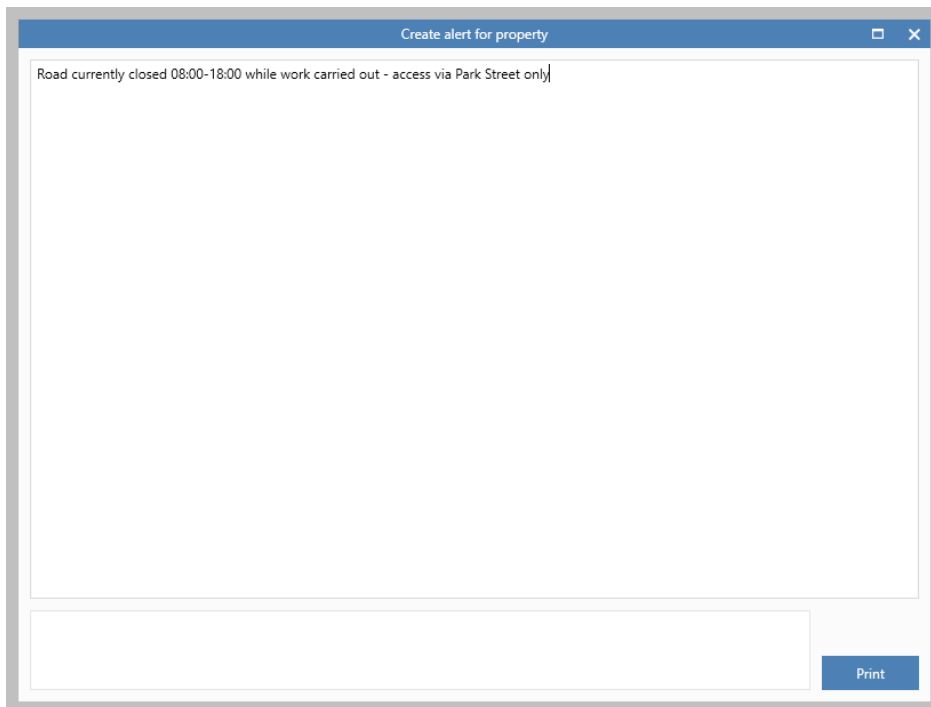 Create alert for property
Road currently closed 08:00-18:00 while work carried out - access via Park Street only
Print